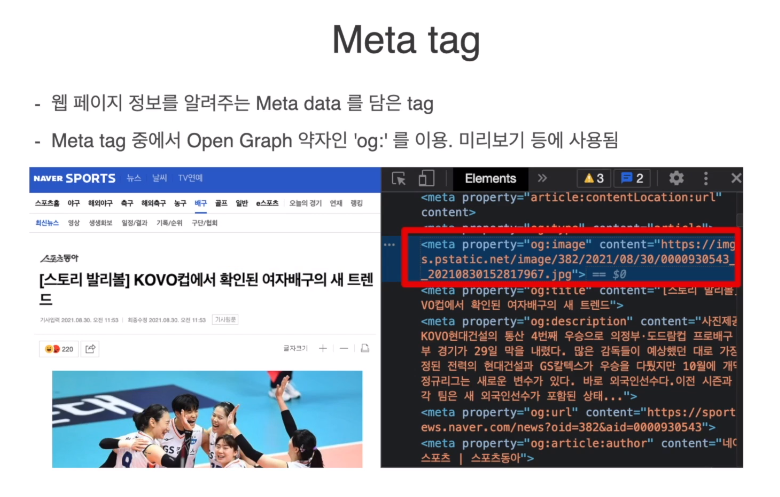 Meta tag
- 웹 페이지 정보를 알려주는 Meta data 를 담은 tag
- Meta tag 중에서 Open Graph 약자인 'og:' 를 이용. 미리보기 등에 사용됨
NAVER SPORTS 뉴스 날씨 TV연예
스포츠홈 야구 해외야구 축구 해외축구 농구 배구 골프 일반 e스포츠 오늘의 경기 연재 랭킹
최신뉴스 영상 생생화보 일정/결과 기록/순위 구단/협회
스포츠동아
[스토리 발리볼] KOVO컵에서 확인된 여자배구의 새 트렌
드
기사입력 2021.08.30. 오전 11:53 최종수정 2021.08.30. 오전 11:53 기사원문
220 글자크기
Elements » 3 2
<meta property="article:contentLocation:url"
content>
<meta property="og:type" content="article">
<meta property="og:image" content="https://img
s.pstatic.net/image/382/2021/08/30/0000930543_
_20210830152817967.jpg"> == $0
<meta property="og:title" content="[스토리 발리볼]
VO컵에서 확인된 여자배구의 새 트렌드">
<meta property="og:description" content="사진제공
KOVO현대건설의 통산 4번째 우승으로 의정부·도드람컵 프로배구
부 경기가 29일 막을 내렸다. 많은 감독들이 예상했던 대로 가장
정된 전력의 현대건설과 GS칼텍스가 우승을 다퉜지만 10월에 개막
정규리그는 새로운 변수가 있다. 바로 외국인선수다.이전 시즌과
각 팀은 새 외국인선수가 포함된 상태...">
<meta property="og:url" content="https://sport
ews.naver.com/news?oid=382&aid=0000930543">
<meta property="og:article:author" content="네이
스포츠 | 스포츠동아">